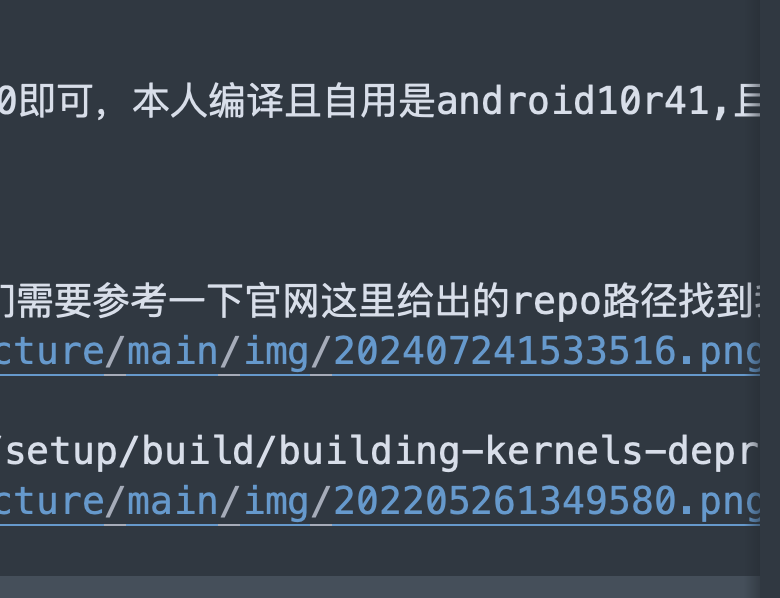 0即可，本人编译且自用是android10r41,且
们需要参考一下官网这里给出的repo路径找到
cture/main/img/202407241533516.png
/setup/build/building-kernels-depr
cture/main/img/202205261349580.png